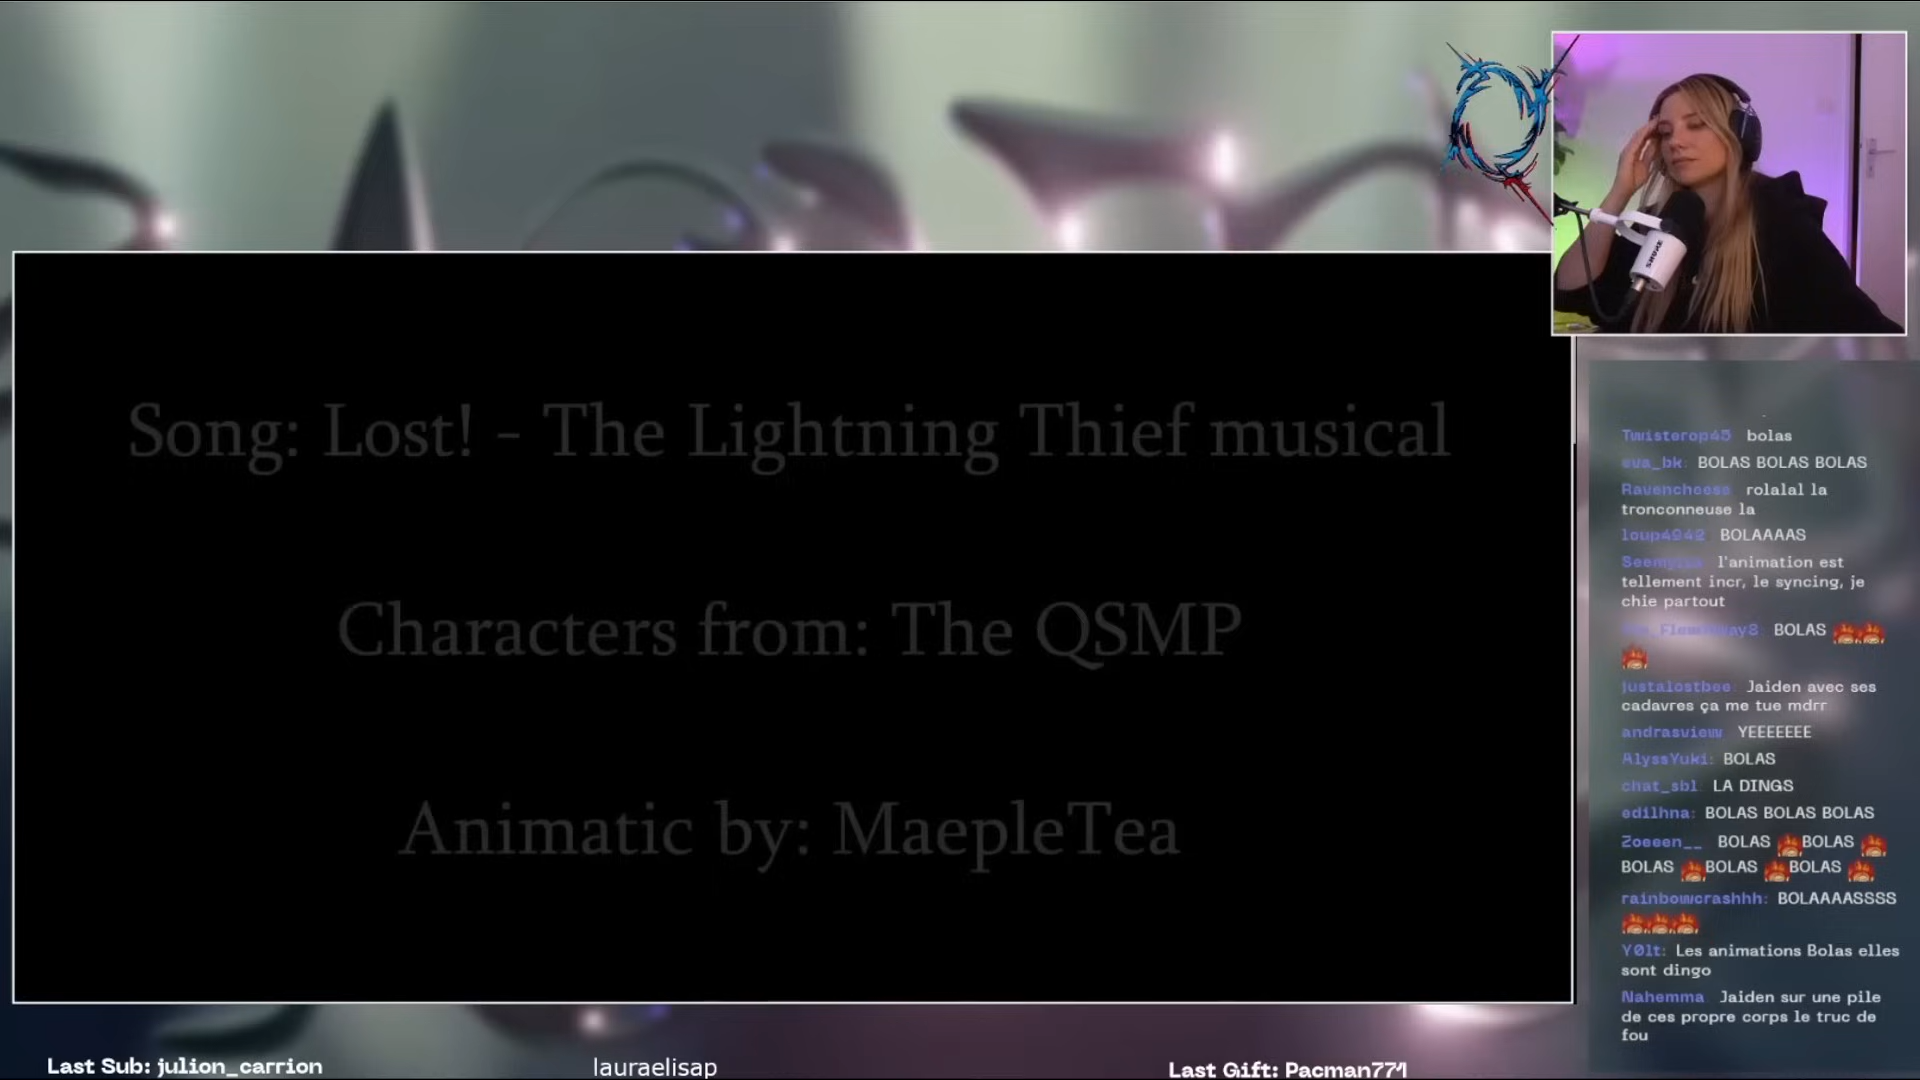 Song: Lost! - The Lightning Thief musical
Characters from: The QSMP
Animatic by: MaepleTea
SHURE
Twisterop45 bolas
eva_bk: BOLAS BOLAS BOLAS
Ravencheese rolalal la
tronconneuse la
loup4942 BOLAAAAS
l'animation est
tellement incr, le syncing, je
chie partout
BOLAS
justalostbee: Jaiden avec ses
cadavres ça me tue mdrr
andrasview YEEEEEEE
AlyssYuki: BOLAS
chat_sbl LA DINGS
edilhna: BOLAS BOLAS BOLAS
Zoeeen__ BOLAS BOLAS
BOLAS BOLAS BOLAS
rainbowcrashhh: BOLAAAASSSS
Y0lt: Les animations Bolas elles
sont dingo
Nahemma Jaiden sur une pile
de ces propre corps le truc de
fou
Last Sub: julion_carrion
lauraelisap
Last Gift: Pacman771